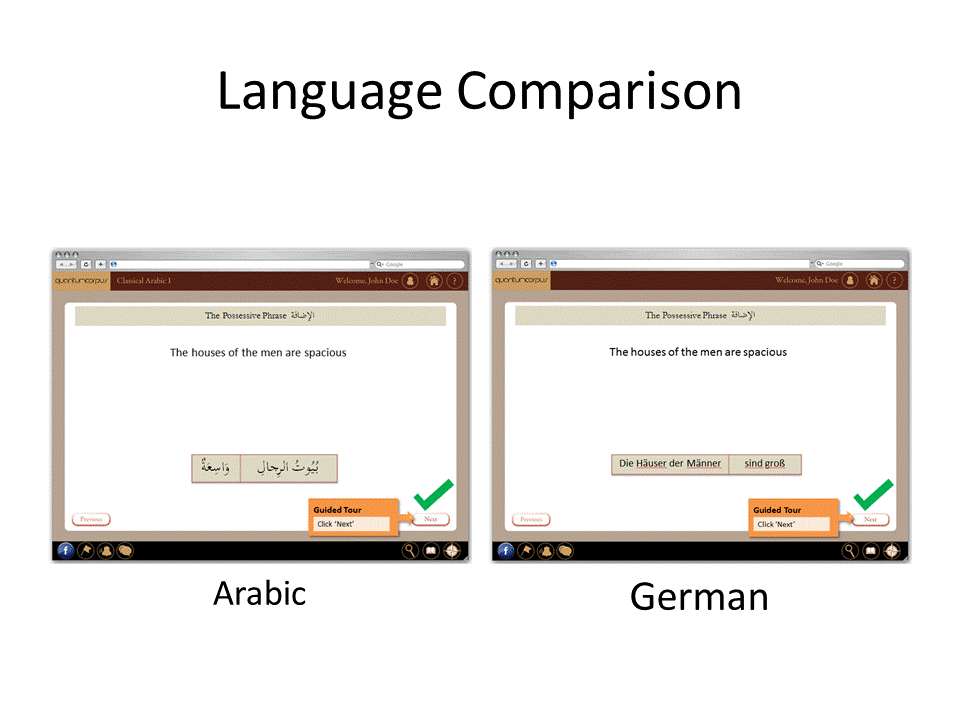 Language Comparison
Google
quantumcorpus
Classical Arabic 1
Welcome, John Doe
?
The Possessive Phrase الإضافة
The houses of the men are spacious
بُيُوتُ الرِجالِ وَاسِعَةٌ
Guided Tour
Click 'Next'
Previous
Next
f
Arabic
Google
quantumcorpus
Welcome, John Doe
?
The Possessive Phrase الإضافة
The houses of the men are spacious
Die Häuser der Männer sind groß
Guided Tour
Click 'Next'
Previous
Next
f
German